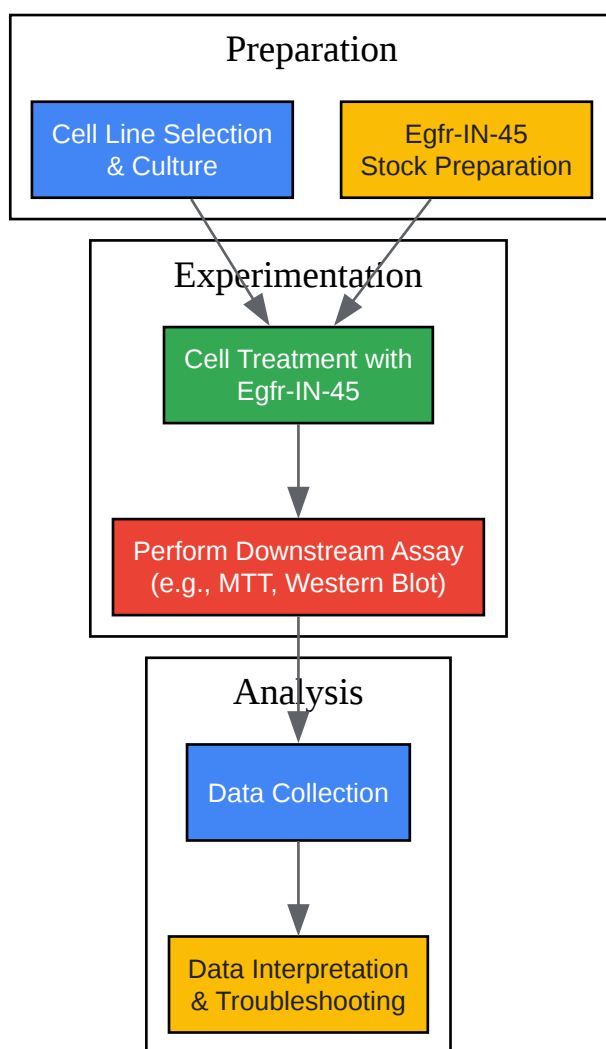 Preparation
Cell Line Selection
& Culture
Egfr-IN-45
Stock Preparation
Experimentation
Cell Treatment with
Egfr-IN-45
Perform Downstream Assay
(e.g., MTT, Western Blot)
Analysis
Data Collection
Data Interpretation
& Troubleshooting